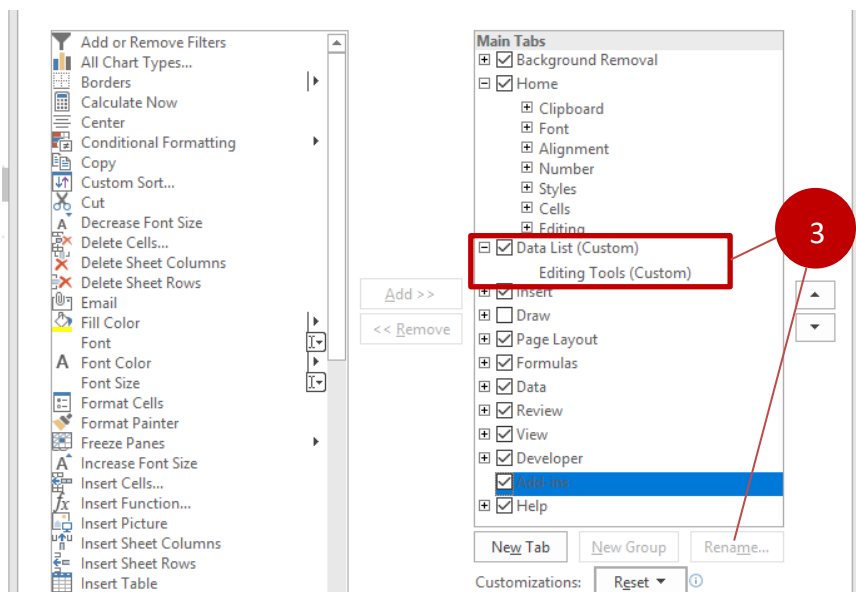 Add or Remove Filters
All Chart Types...
Borders
Calculate Now
Center
Conditional Formatting
Copy
Custom Sort...
Cut
Decrease Font Size
Delete Cells...
Delete Sheet Columns
Delete Sheet Rows
Email
Fill Color
Font
Font Color
Font Size
Format Cells
Format Painter
Freeze Panes
Increase Font Size
Insert Cells...
Insert Function...
Insert Picture
Insert Sheet Columns
Insert Sheet Rows
Insert Table
Add >>
<< Remove
Main Tabs
Background Removal
Home
Clipboard
Font
Alignment
Number
Styles
Cells
Editing
Data List (Custom)
Editing Tools (Custom)
Insert
Draw
Page Layout
Formulas
Data
Review
View
Developer
Add-ins
Help
New Tab
New Group
Rename...
Customizations:
Reset
3